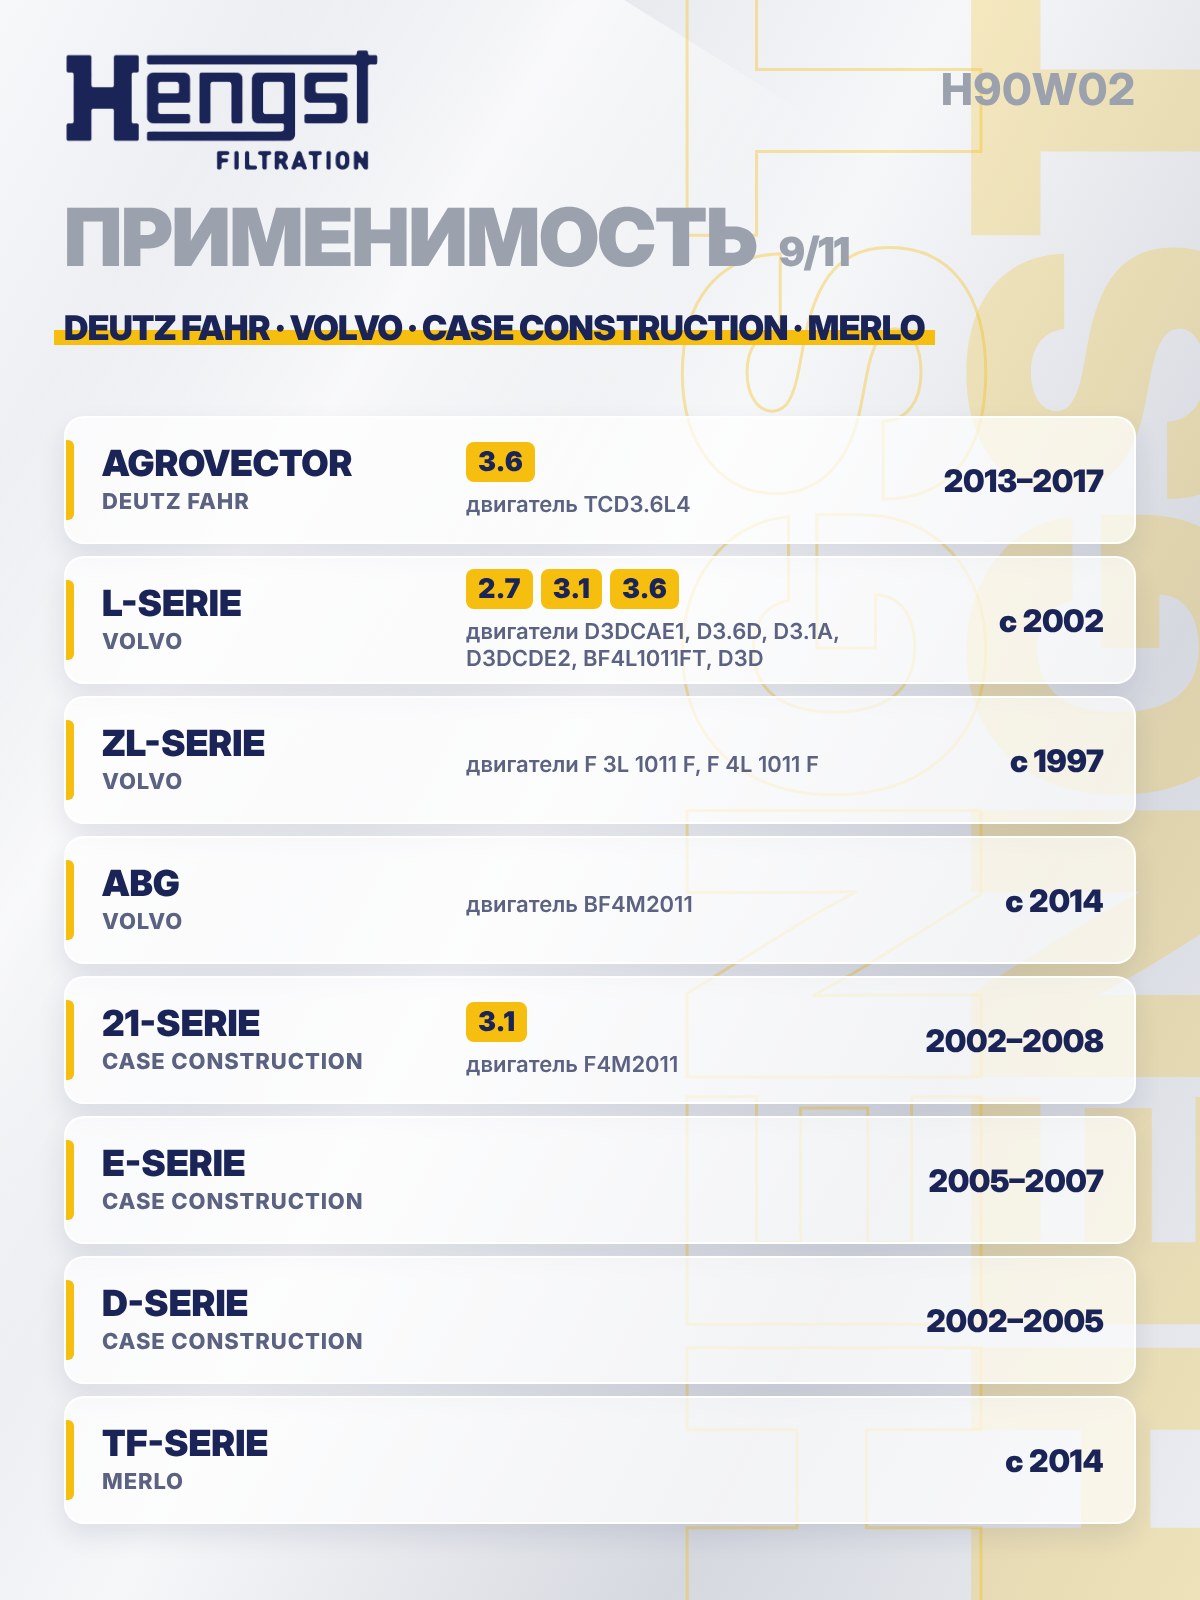 Hengst
FILTRATION
H90W02
ПРИМЕНИМОСТЬ 9/11
DEUTZ FAHR · VOLVO · CASE CONSTRUCTION · MERLO
AGROVECTOR
DEUTZ FAHR
3.6
двигатель TCD3.6L4
2013–2017
L-SERIE
VOLVO
2.7 3.1 3.6
двигатели D3DCAE1, D3.6D, D3.1A,
D3DCDE2, BF4L1011FT, D3D
с 2002
ZL-SERIE
VOLVO
двигатели F 3L 1011 F, F 4L 1011 F
с 1997
ABG
VOLVO
двигатель BF4M2011
с 2014
21-SERIE
CASE CONSTRUCTION
3.1
двигатель F4M2011
2002–2008
E-SERIE
CASE CONSTRUCTION
2005–2007
D-SERIE
CASE CONSTRUCTION
2002–2005
TF-SERIE
MERLO
с 2014
HENGST